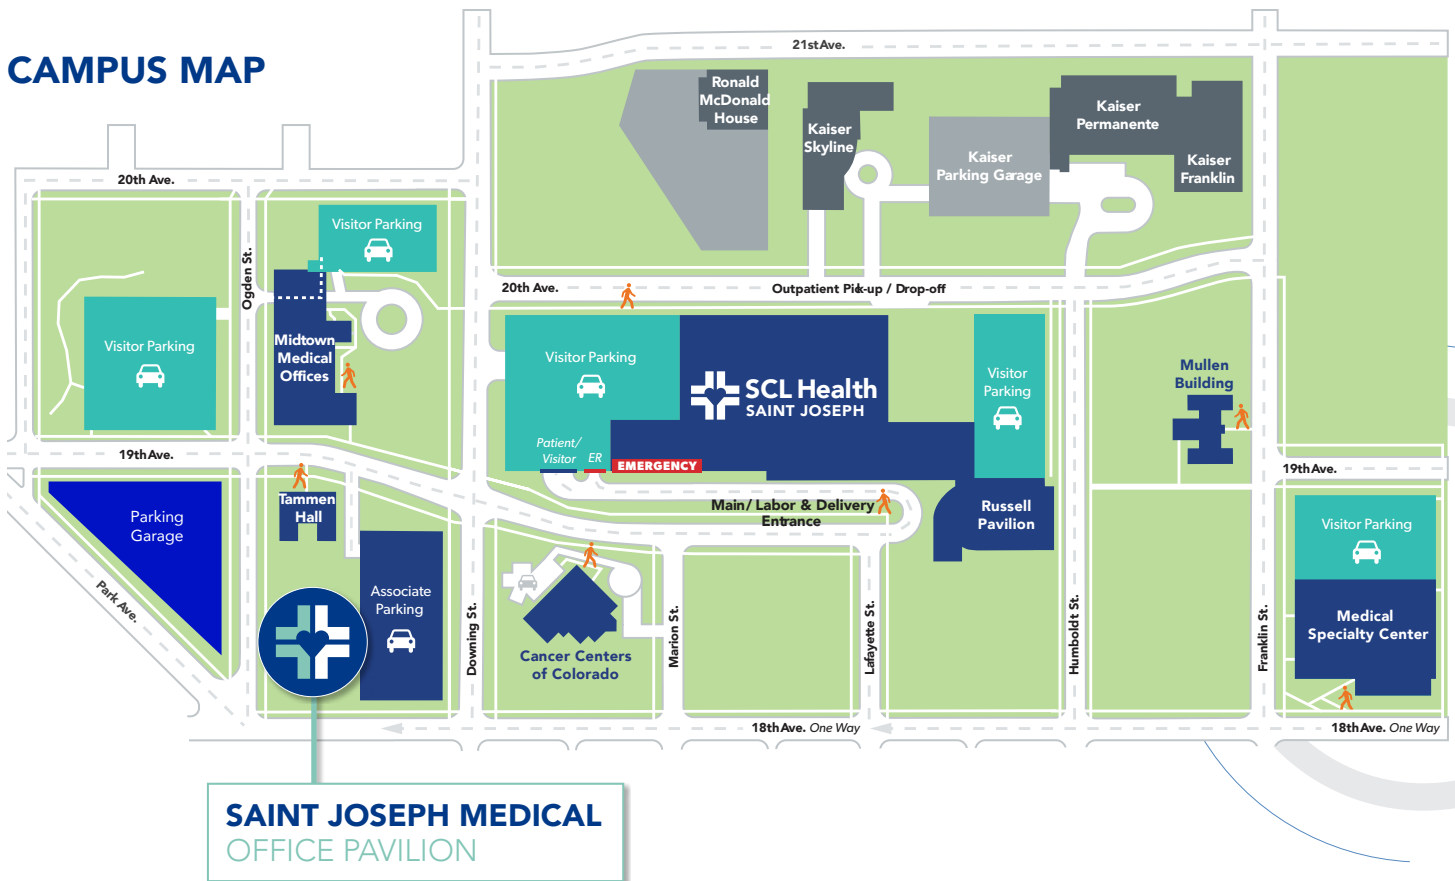 CAMPUS MAP
21st Ave.
Ronald
McDonald
House
Kaiser
Skyline
Kaiser
Parking Garage
Kaiser
Permanente
Kaiser
Franklin
20th Ave.
Visitor Parking
Ogden St.
20th Ave.
Outpatient Pick-up / Drop-off
Visitor Parking
Midtown
Medical
Offices
Visitor Parking
SCL Health
SAINT JOSEPH
Visitor
Parking
Mullen
Building
Patient/
Visitor
ER
EMERGENCY
19th Ave.
19th Ave.
Parking
Garage
Tammen
Hall
Main / Labor & Delivery
Entrance
Russell
Pavilion
Visitor Parking
Park Ave.
Associate
Parking
Downing St.
Cancer Centers
of Colorado
Marion St.
Lafayette St.
Humboldt St.
Franklin St.
Medical
Specialty Center
18th Ave. One Way
18th Ave. One Way
SAINT JOSEPH MEDICAL
OFFICE PAVILION